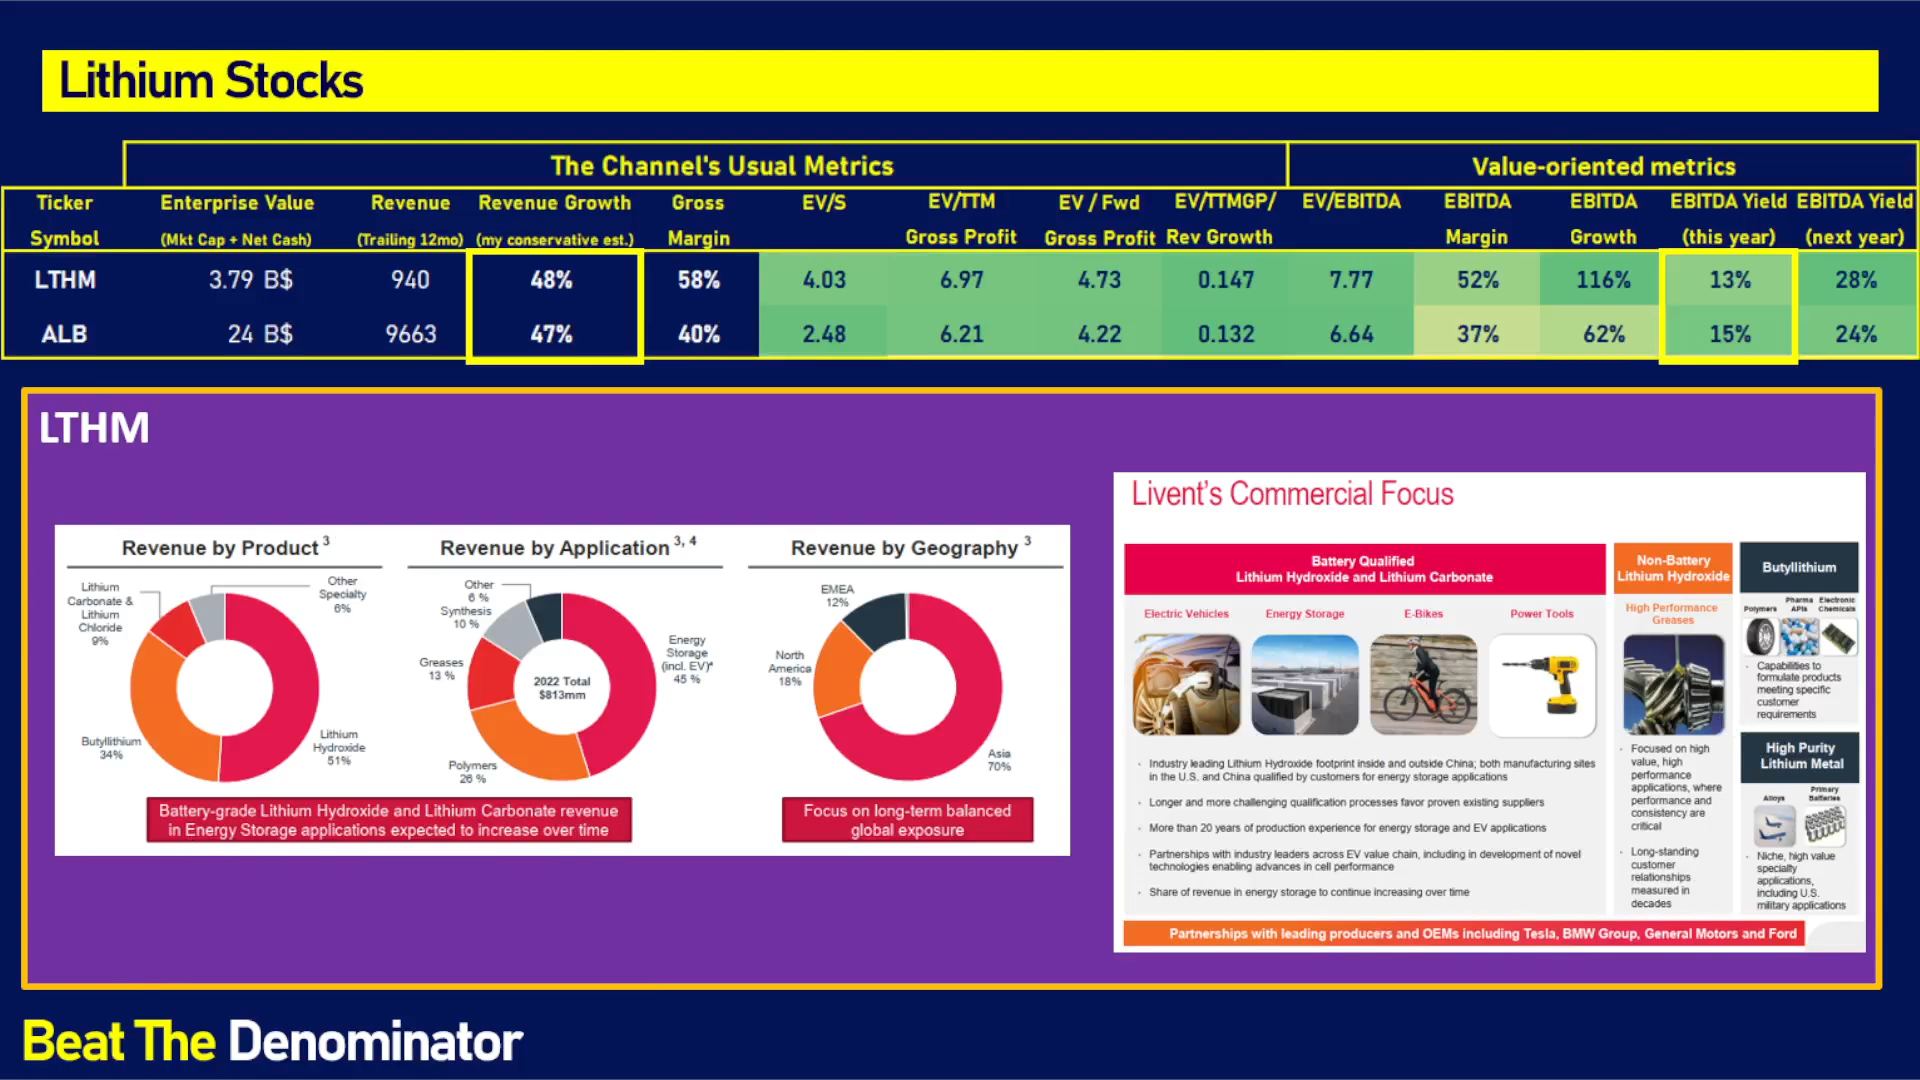 Lithium Stocks
The Channel's Usual Metrics
Value-oriented metrics
Ticker Symbol
Enterprise Value (Mkt Cap + Net Cash)
Revenue (Trailing 12mo)
Revenue Growth (my conservative est.)
Gross Margin
EV/S
EV/TTM Gross Profit
EV / Fwd Gross Profit
EV/TTMGP/ Rev Growth
EV/EBITDA
EBITDA Margin
EBITDA Growth
EBITDA Yield (this year)
EBITDA Yield (next year)
LTHM 3.79 B$ 940 48% 58% 4.03 6.97 4.73 0.147 7.77 52% 116% 13% 28%
ALB 24 B$ 9663 47% 40% 2.48 6.21 4.22 0.132 6.64 37% 62% 15% 24%
LTHM
Revenue by Product 3
Lithium
Carbonate &
Lithium
Chloride
9%
Other
Specialty
6%
Butyllithium
34%
Lithium
Hydroxide
51%
Revenue by Application 3, 4
Other
6 %
Synthesis
10 %
Greases
13 %
Energy
Storage
(incl. EV)*
45 %
2022 Total
$813mm
Polymers
26 %
Battery-grade Lithium Hydroxide and Lithium Carbonate revenue
in Energy Storage applications expected to increase over time
Revenue by Geography 3
EMEA
12%
North
America
18%
Asia
70%
Focus on long-term balanced
global exposure
Livent's Commercial Focus
Battery Qualified
Lithium Hydroxide and Lithium Carbonate
Electric Vehicles
Energy Storage
E-Bikes
Power Tools
· Industry leading Lithium Hydroxide footprint inside and outside China; both manufacturing sites
in the U.S. and China qualified by customers for energy storage applications
· Longer and more challenging qualification processes favor proven existing suppliers
· More than 20 years of production experience for energy storage and EV applications
· Partnerships with industry leaders across EV value chain, including in development of novel
technologies enabling advances in cell performance
· Share of revenue in energy storage to continue increasing over time
Non-Battery
Lithium Hydroxide
High Performance
Greases
· Focused on high
value, high
performance
applications, where
performance and
consistency are
critical
· Long-standing
customer
relationships
measured in
decades
Butyllithium
Polymers
Pharma
APIs
Electronic
Chemicals
· Capabilities to
formulate products
meeting specific
customer
requirements
High Purity
Lithium Metal
Alloys
Primary
Batteries
· Niche, high value
specialty
applications,
including U.S.
military applications
Partnerships with leading producers and OEMs including Tesla, BMW Group, General Motors and Ford
Beat The Denominator